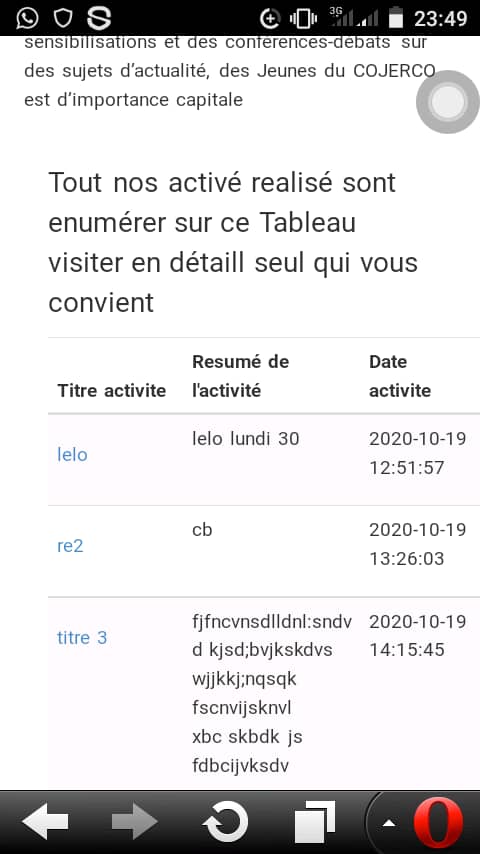 3G 23:49
sensibilisations et des conférences-débats sur
des sujets d'actualité, des Jeunes du COJERCO
est d'importance capitale
Tout nos activé realisé sont
enumérer sur ce Tableau
visiter en détaill seul qui vous
convient
Titre activite Resumé de l'activité Date activite
lelo lelo lundi 30 2020-10-19 12:51:57
re2 cb 2020-10-19 13:26:03
titre 3 fjfncvnsdlldnl:sndv 2020-10-19
d kjsd;bvjkskdvs 14:15:45
wjjkkj;nqsqk
fscnvijsknvl
xbc skbdk js
fdbcijvksdv